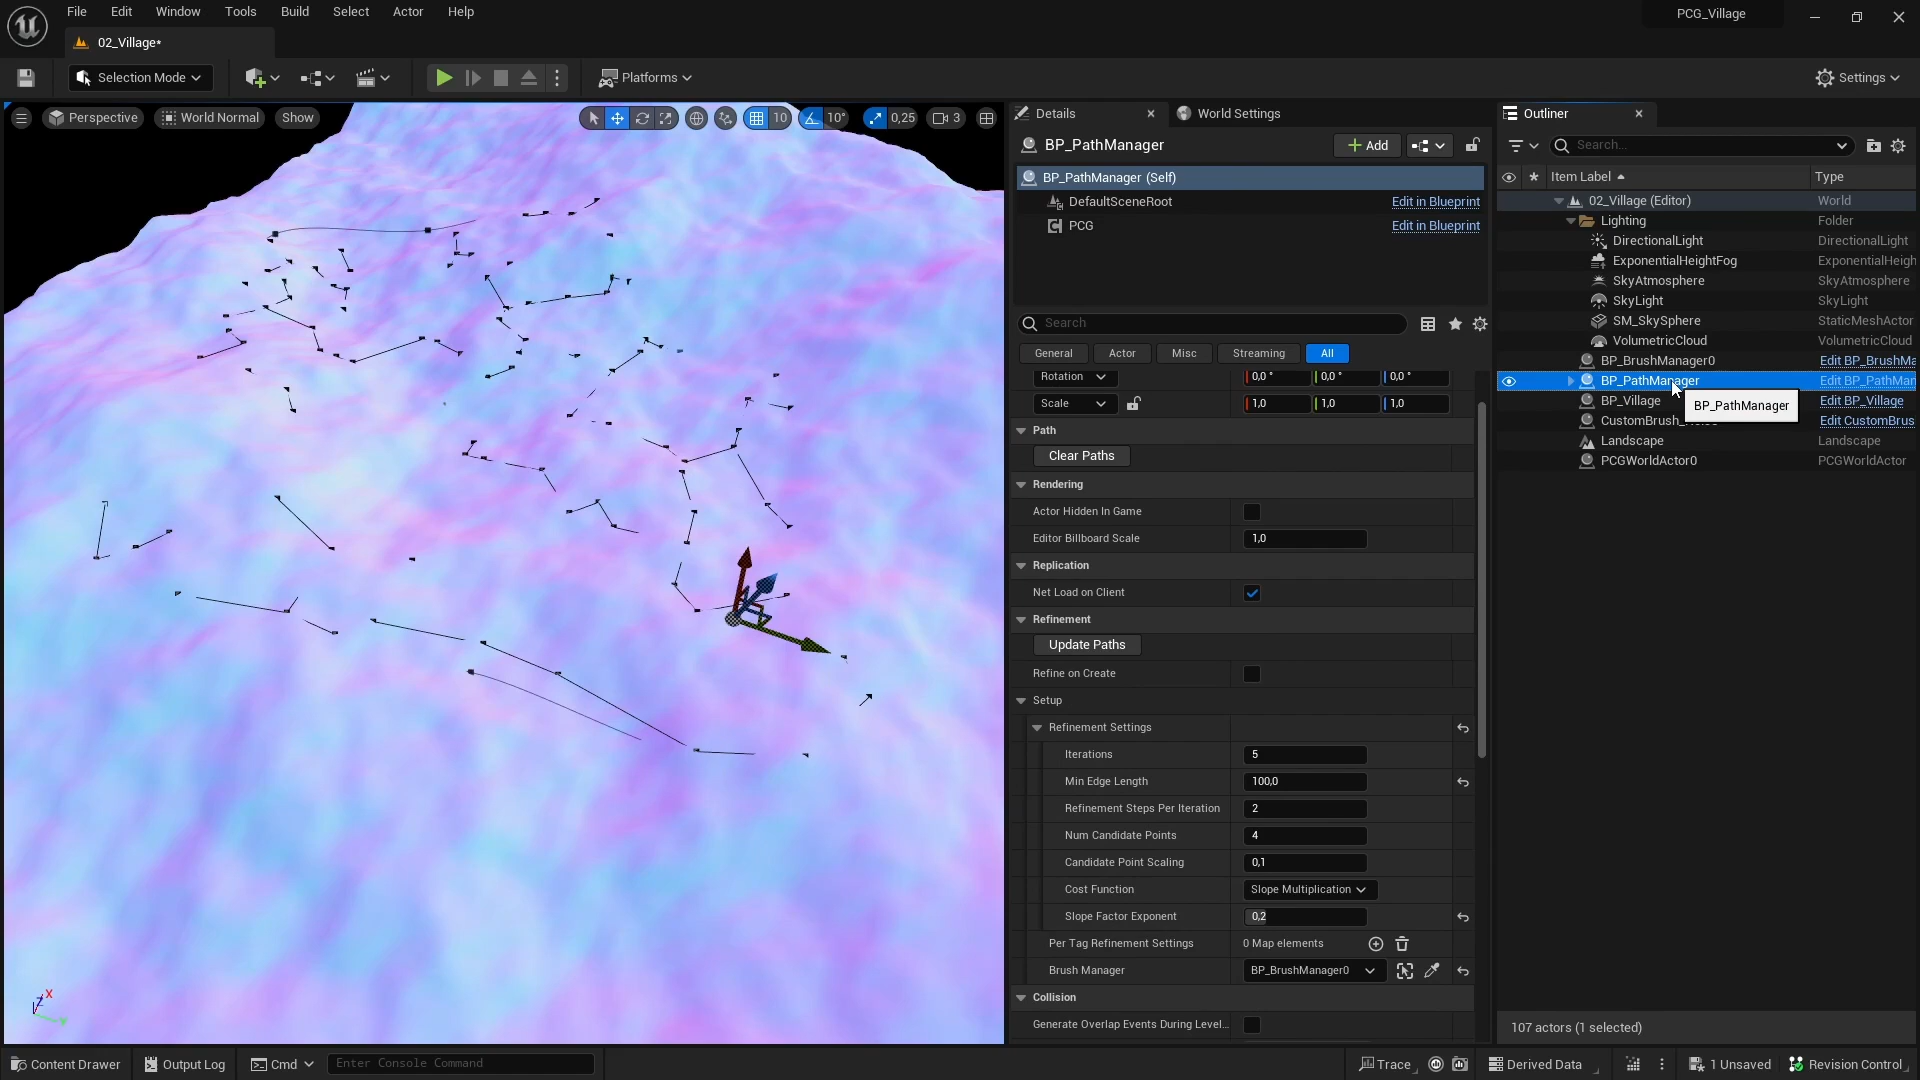 File Edit Window Tools Build Select Actor Help
PCG_Village
02_Village*
Selection Mode
Platforms
Settings
Perspective World Normal Show 10 10° 0,25 3
Details
World Settings
BP_PathManager
Add
BP_PathManager (Self)
DefaultSceneRoot Edit in Blueprint
PCG Edit in Blueprint
Search
General Actor Misc Streaming All
Rotation 0,0 ° 0,0 ° 0,0 °
Scale 1,0 1,0 1,0
Path
Clear Paths
Rendering
Actor Hidden In Game
Editor Billboard Scale 1,0
Replication
Net Load on Client
Refinement
Update Paths
Refine on Create
Setup
Refinement Settings
Iterations 5
Min Edge Length 100,0
Refinement Steps Per Iteration 2
Num Candidate Points 4
Candidate Point Scaling 0,1
Cost Function Slope Multiplication
Slope Factor Exponent 0,2
Per Tag Refinement Settings 0 Map elements
Brush Manager BP_BrushManager0
Collision
Generate Overlap Events During Level...
Outliner
Search...
Item Label Type
02_Village (Editor) World
Lighting Folder
DirectionalLight DirectionalLight
ExponentialHeightFog ExponentialHeigh
SkyAtmosphere SkyAtmosphere
SkyLight SkyLight
SM_SkySphere StaticMeshActor
VolumetricCloud VolumetricCloud
BP_BrushManager0 Edit BP_BrushMa
BP_PathManager Edit BP_PathMan
BP_Village Edit BP_Village
BP_PathManager
CustomBrush_ Edit CustomBrus
Landscape Landscape
PCGWorldActor0 PCGWorldActor
107 actors (1 selected)
X
Z
Y
Content Drawer Output Log Cmd Enter Console Command Trace Derived Data 1 Unsaved Revision Control